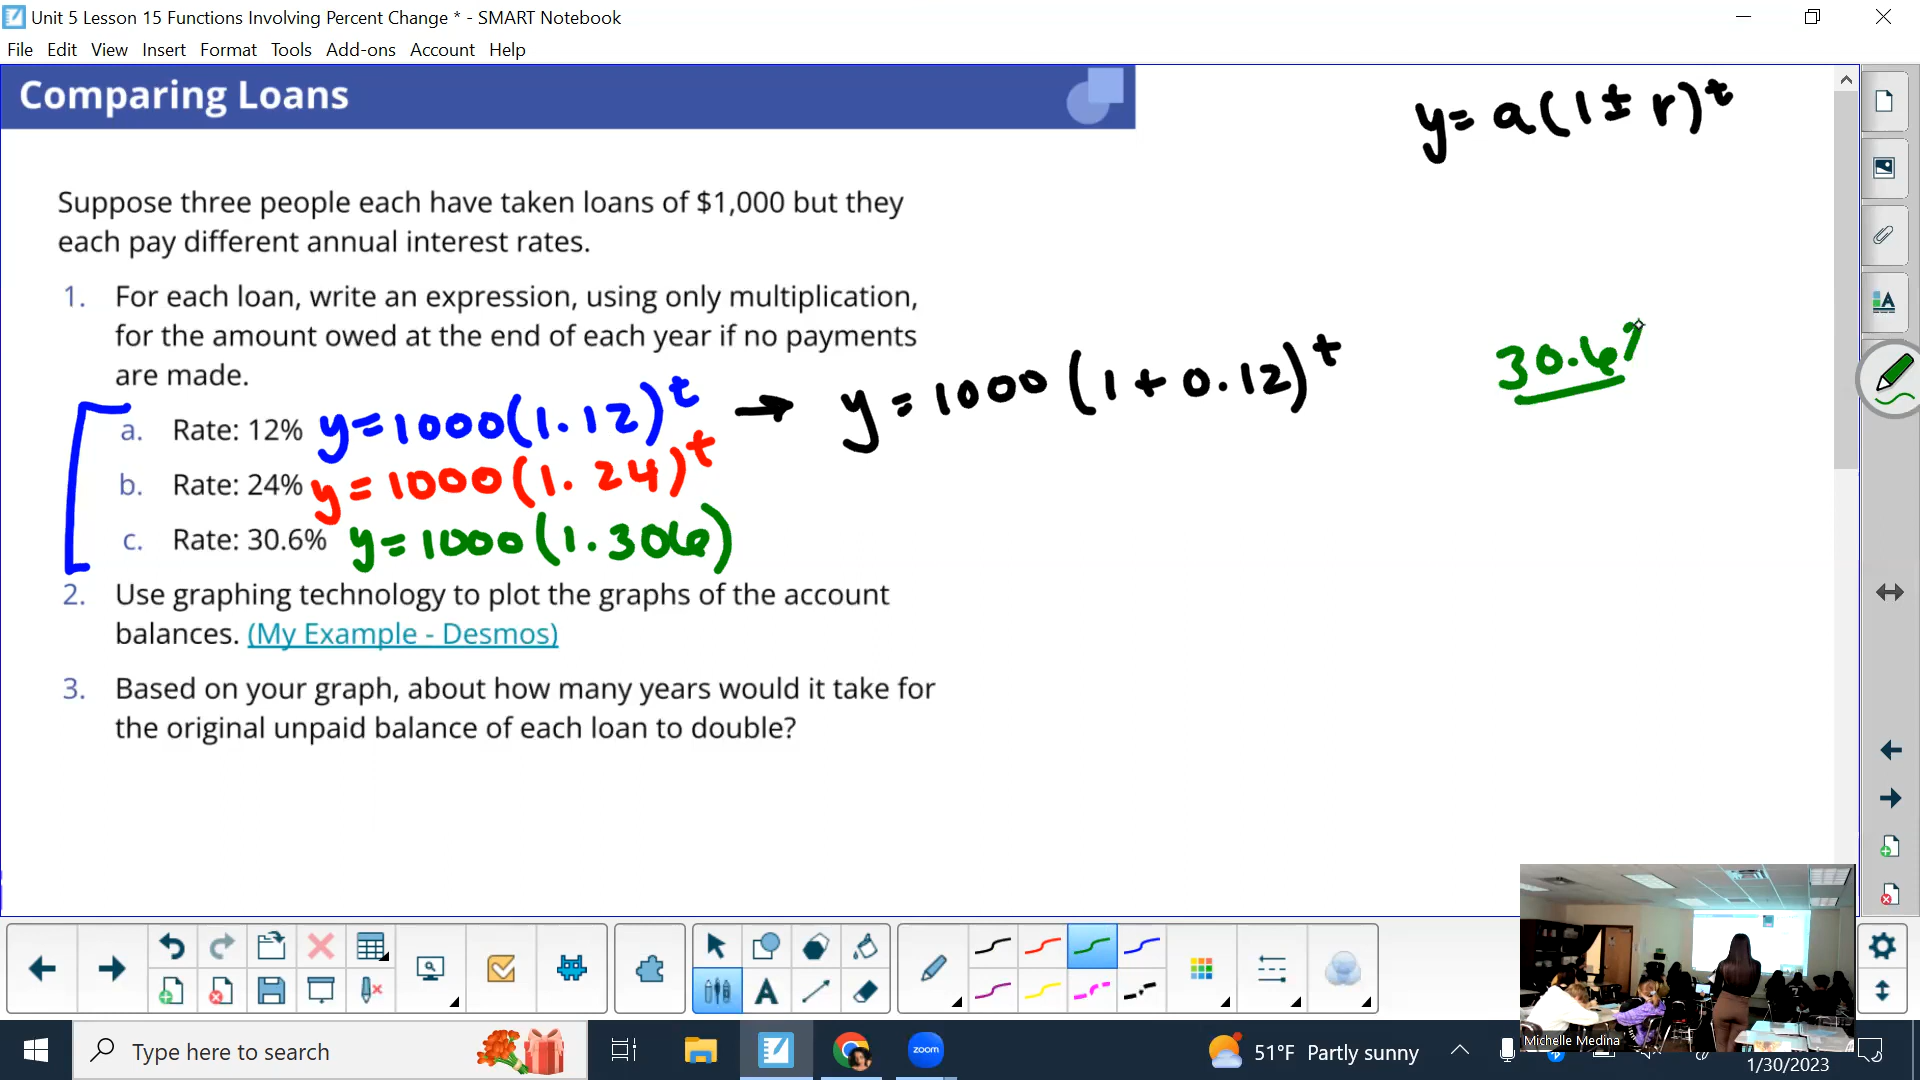 Unit 5 Lesson 15 Functions Involving Percent Change * - SMART Notebook
File Edit View Insert Format Tools Add-ons Account Help
Comparing Loans
y = a(1 ± r)^t
Suppose three people each have taken loans of $1,000 but they
each pay different annual interest rates.
1. For each loan, write an expression, using only multiplication,
for the amount owed at the end of each year if no payments
are made.
30.6%
a. Rate: 12% y = 1000(1.12)^t → y = 1000(1 + 0.12)^t
b. Rate: 24% y = 1000(1.24)^t
c. Rate: 30.6% y = 1000(1.306)
2. Use graphing technology to plot the graphs of the account
balances. (My Example - Desmos)
3. Based on your graph, about how many years would it take for
the original unpaid balance of each loan to double?
Michelle Medina
Type here to search
zoom
51°F Partly sunny
1/30/2023